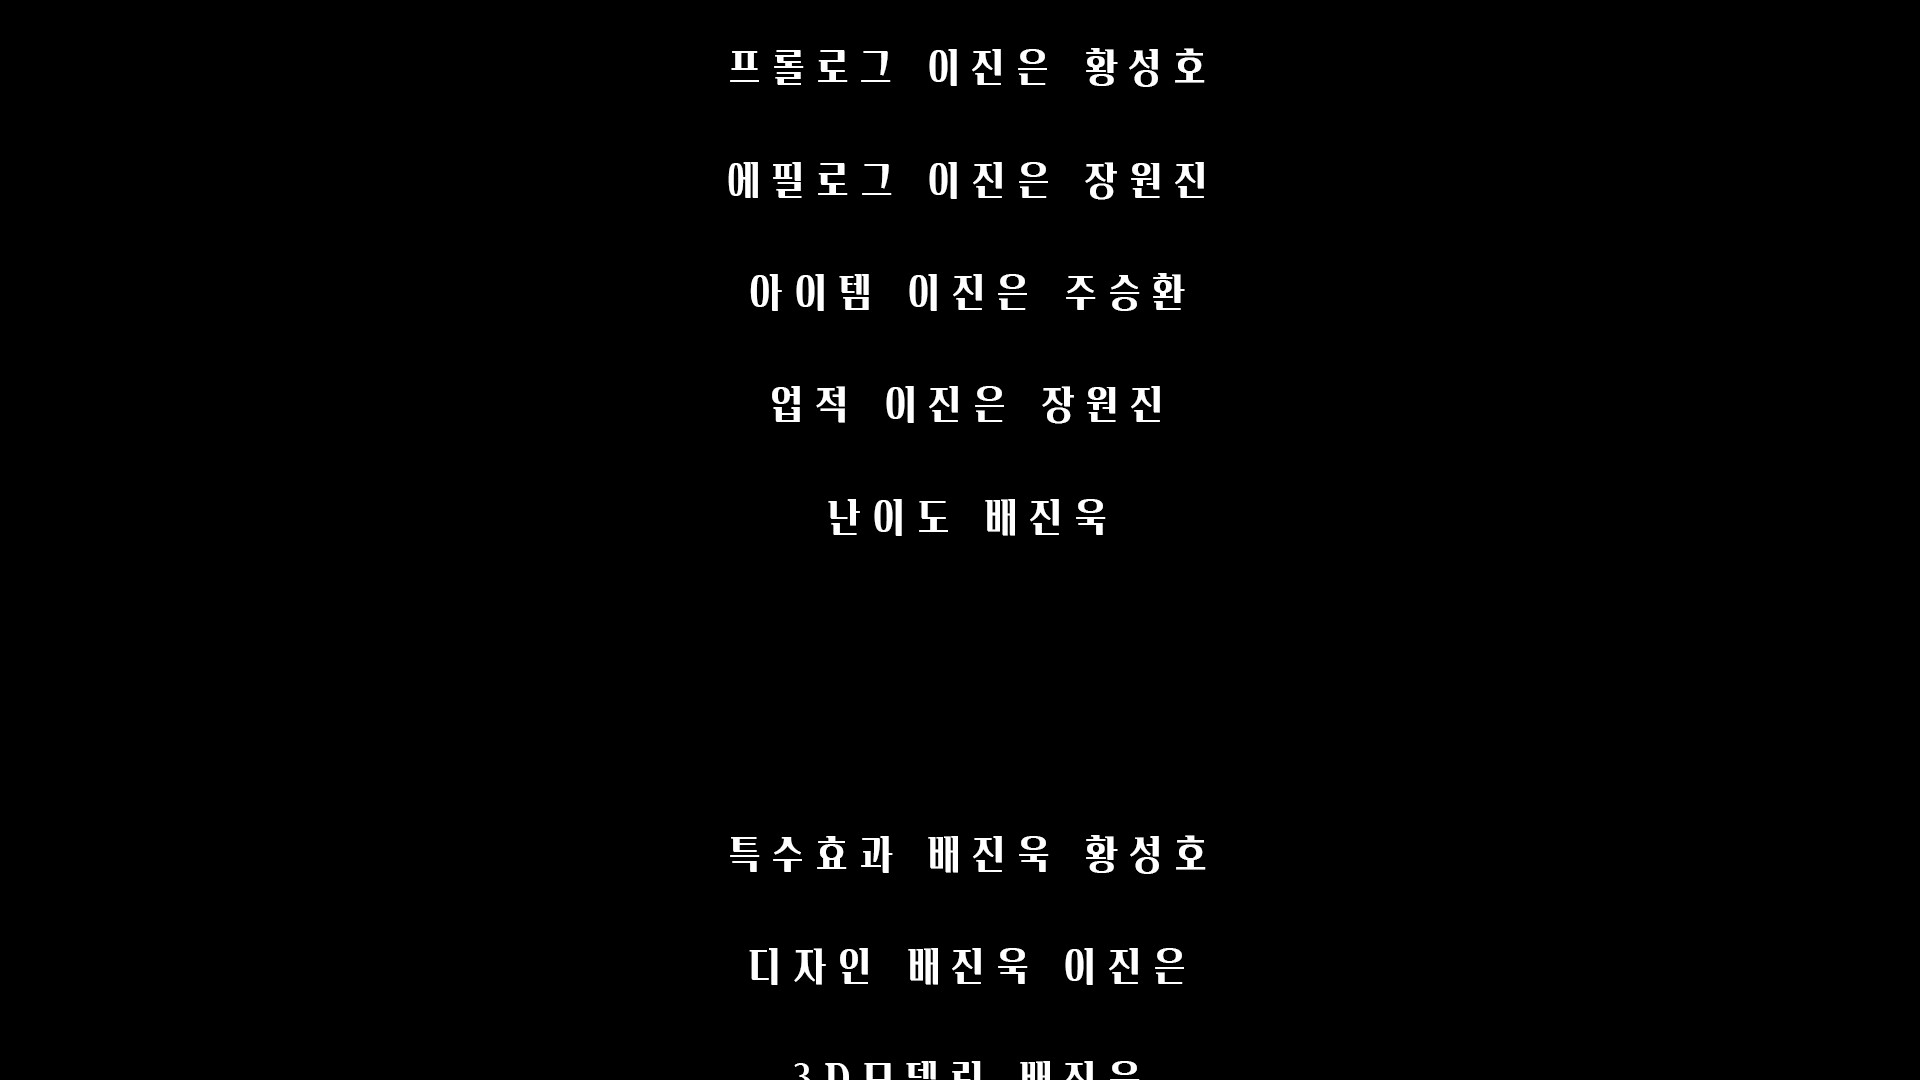 프롤로그 이진은 황성호
에필로그 이진은 장원진
아이템 이진은 주승환
업적 이진은 장원진
난이도 배진욱
특수효과 배진욱 황성호
디자인 배진욱 이진은